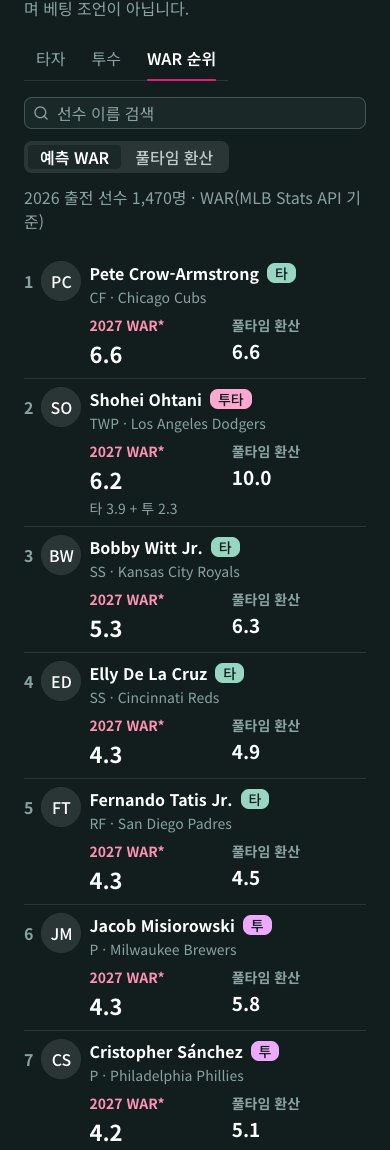 며 베팅 조언이 아닙니다.
타자 투수 WAR 순위
선수 이름 검색
예측 WAR 풀타임 환산
2026 출전 선수 1,470명 · WAR(MLB Stats API 기
준)
1 PC Pete Crow-Armstrong 타
CF · Chicago Cubs
2027 WAR* 풀타임 환산
6.6 6.6
2 SO Shohei Ohtani 투타
TWP · Los Angeles Dodgers
2027 WAR* 풀타임 환산
6.2 10.0
타 3.9 + 투 2.3
3 BW Bobby Witt Jr. 타
SS · Kansas City Royals
2027 WAR* 풀타임 환산
5.3 6.3
4 ED Elly De La Cruz 타
SS · Cincinnati Reds
2027 WAR* 풀타임 환산
4.3 4.9
5 FT Fernando Tatis Jr. 타
RF · San Diego Padres
2027 WAR* 풀타임 환산
4.3 4.5
6 JM Jacob Misiorowski 투
P · Milwaukee Brewers
2027 WAR* 풀타임 환산
4.3 5.8
7 CS Cristopher Sánchez 투
P · Philadelphia Phillies
2027 WAR* 풀타임 환산
4.2 5.1